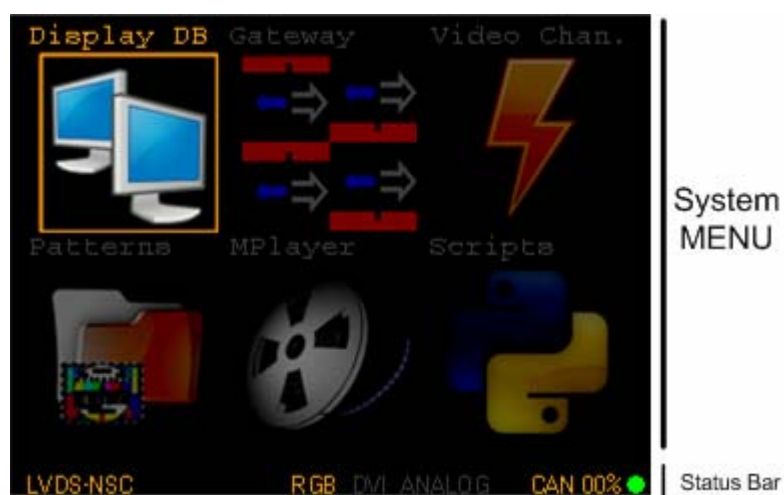 Display DB Gateway Video Chan.
System
MENU
Patterns MPlayer Scripts
LVDS-NSC RGB DVI ANALOG CAN 00% Status Bar